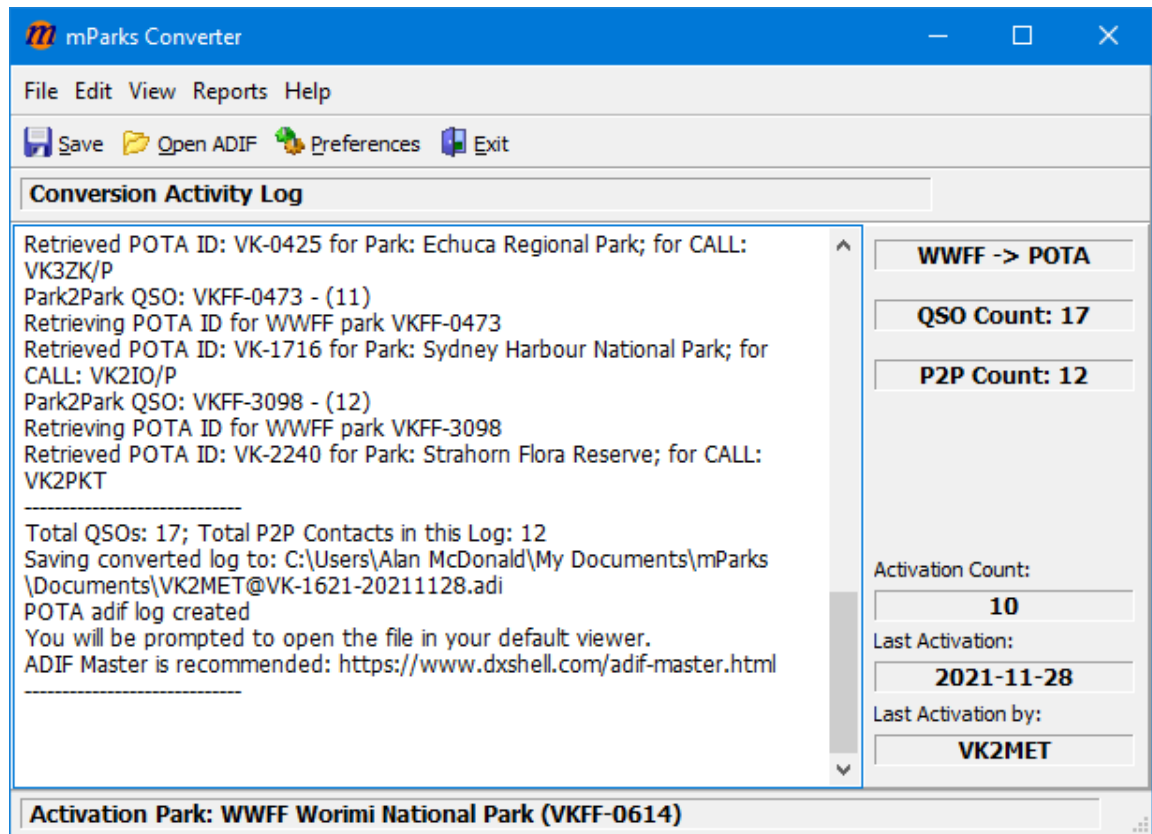 m mParks Converter
File Edit View Reports Help
Save Open ADIF Preferences Exit
Conversion Activity Log
Retrieved POTA ID: VK-0425 for Park: Echuca Regional Park; for CALL:
VK3ZK/P
Park2Park QSO: VKFF-0473 - (11)
Retrieving POTA ID for WWFF park VKFF-0473
Retrieved POTA ID: VK-1716 for Park: Sydney Harbour National Park; for
CALL: VK2IO/P
Park2Park QSO: VKFF-3098 - (12)
Retrieving POTA ID for WWFF park VKFF-3098
Retrieved POTA ID: VK-2240 for Park: Strahorn Flora Reserve; for CALL:
VK2PKT
-----------------------------
Total QSOs: 17; Total P2P Contacts in this Log: 12
Saving converted log to: C:\Users\Alan McDonald\My Documents\mParks
\Documents\VK2MET@VK-1621-20211128.adi
POTA adif log created
You will be prompted to open the file in your default viewer.
ADIF Master is recommended: https://www.dxshell.com/adif-master.html
-----------------------------
WWFF -> POTA
QSO Count: 17
P2P Count: 12
Activation Count:
10
Last Activation:
2021-11-28
Last Activation by:
VK2MET
Activation Park: WWFF Worimi National Park (VKFF-0614)